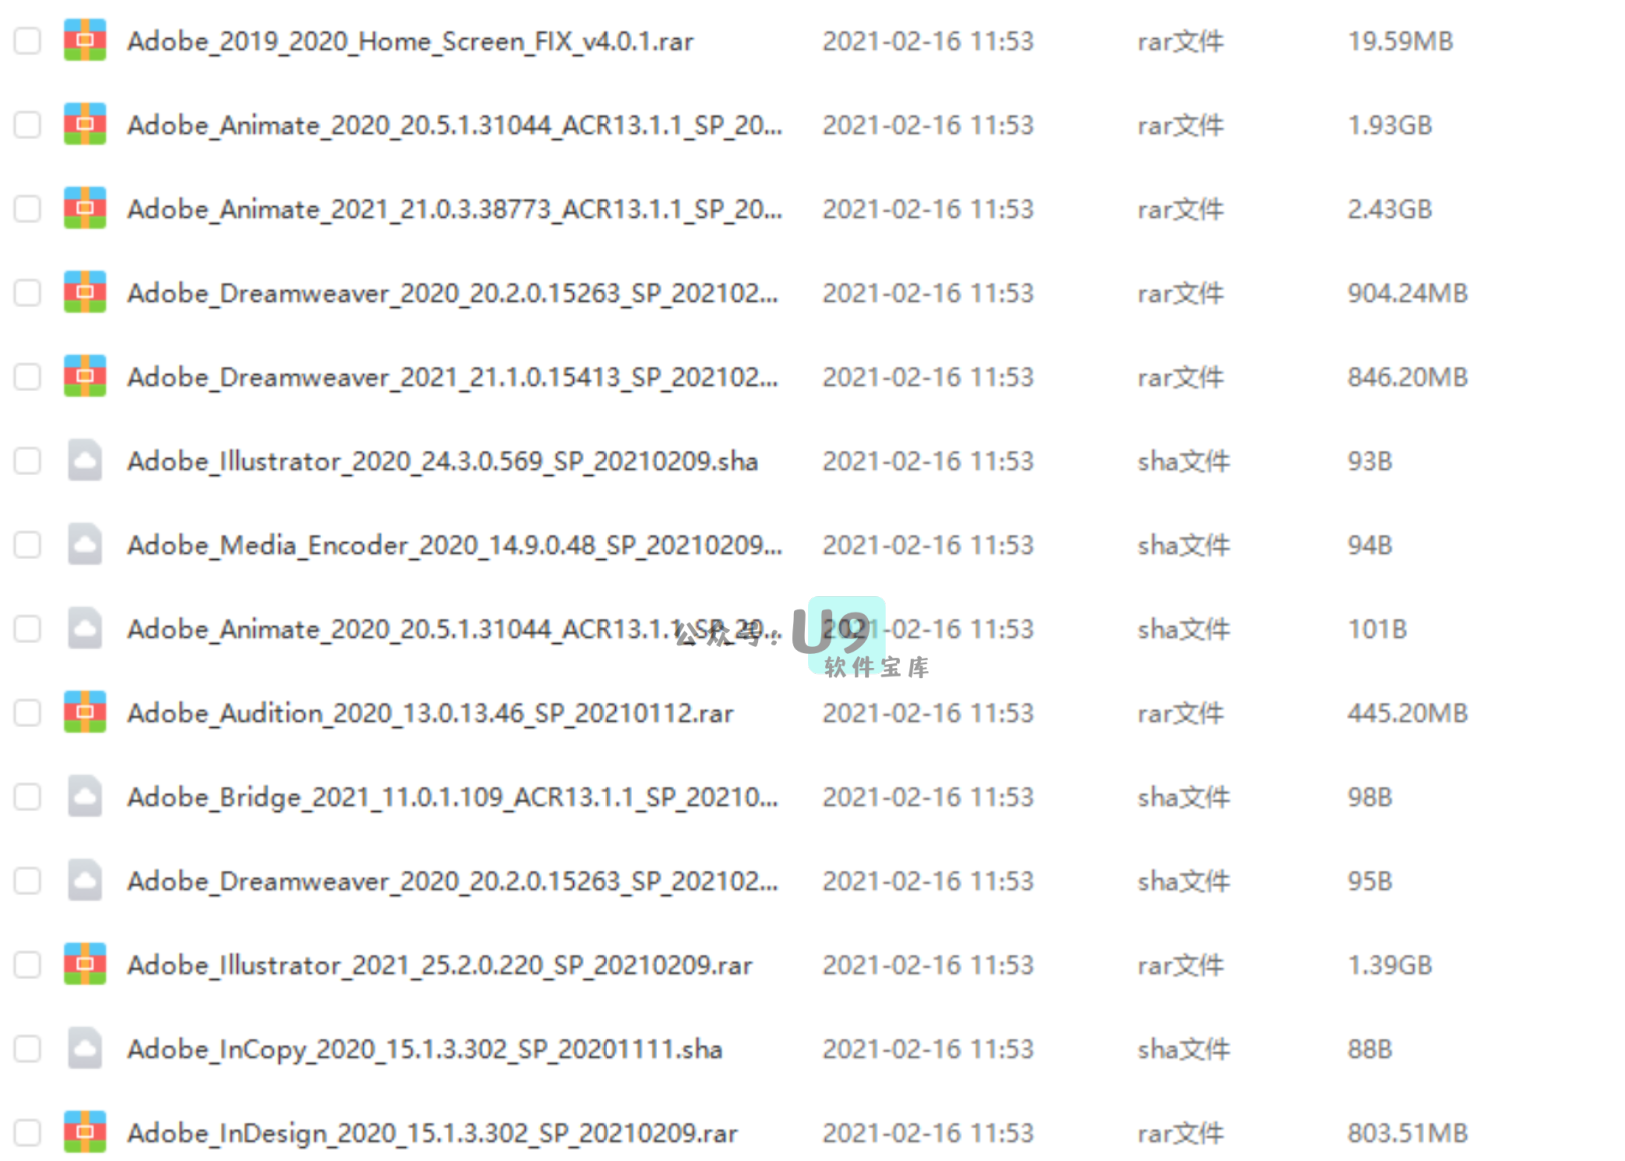 Adobe_2019_2020_Home_Screen_FIX_v4.0.1.rar 2021-02-16 11:53 rar文件 19.59MB
Adobe_Animate_2020_20.5.1.31044_ACR13.1.1_SP_20... 2021-02-16 11:53 rar文件 1.93GB
Adobe_Animate_2021_21.0.3.38773_ACR13.1.1_SP_20... 2021-02-16 11:53 rar文件 2.43GB
Adobe_Dreamweaver_2020_20.2.0.15263_SP_202102... 2021-02-16 11:53 rar文件 904.24MB
Adobe_Dreamweaver_2021_21.1.0.15413_SP_202102... 2021-02-16 11:53 rar文件 846.20MB
Adobe_Illustrator_2020_24.3.0.569_SP_20210209.sha 2021-02-16 11:53 sha文件 93B
Adobe_Media_Encoder_2020_14.9.0.48_SP_20210209... 2021-02-16 11:53 sha文件 94B
Adobe_Animate_2020_20.5.1.31044_ACR13.1.1_SP_20... 2021-02-16 11:53 sha文件 101B
公众号: U9
软件宝库
Adobe_Audition_2020_13.0.13.46_SP_20210112.rar 2021-02-16 11:53 rar文件 445.20MB
Adobe_Bridge_2021_11.0.1.109_ACR13.1.1_SP_20210... 2021-02-16 11:53 sha文件 98B
Adobe_Dreamweaver_2020_20.2.0.15263_SP_202102... 2021-02-16 11:53 sha文件 95B
Adobe_Illustrator_2021_25.2.0.220_SP_20210209.rar 2021-02-16 11:53 rar文件 1.39GB
Adobe_InCopy_2020_15.1.3.302_SP_20201111.sha 2021-02-16 11:53 sha文件 88B
Adobe_InDesign_2020_15.1.3.302_SP_20210209.rar 2021-02-16 11:53 rar文件 803.51MB